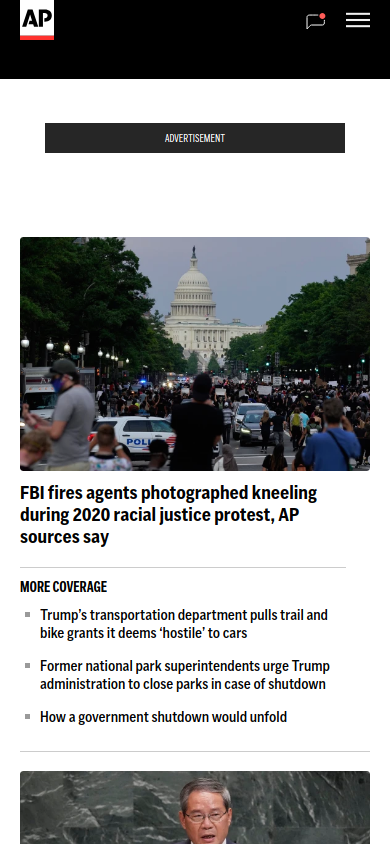 AP
ADVERTISEMENT
POLIC
FBI fires agents photographed kneeling
during 2020 racial justice protest, AP
sources say
MORE COVERAGE
Trump’s transportation department pulls trail and
bike grants it deems ‘hostile’ to cars
Former national park superintendents urge Trump
administration to close parks in case of shutdown
How a government shutdown would unfold